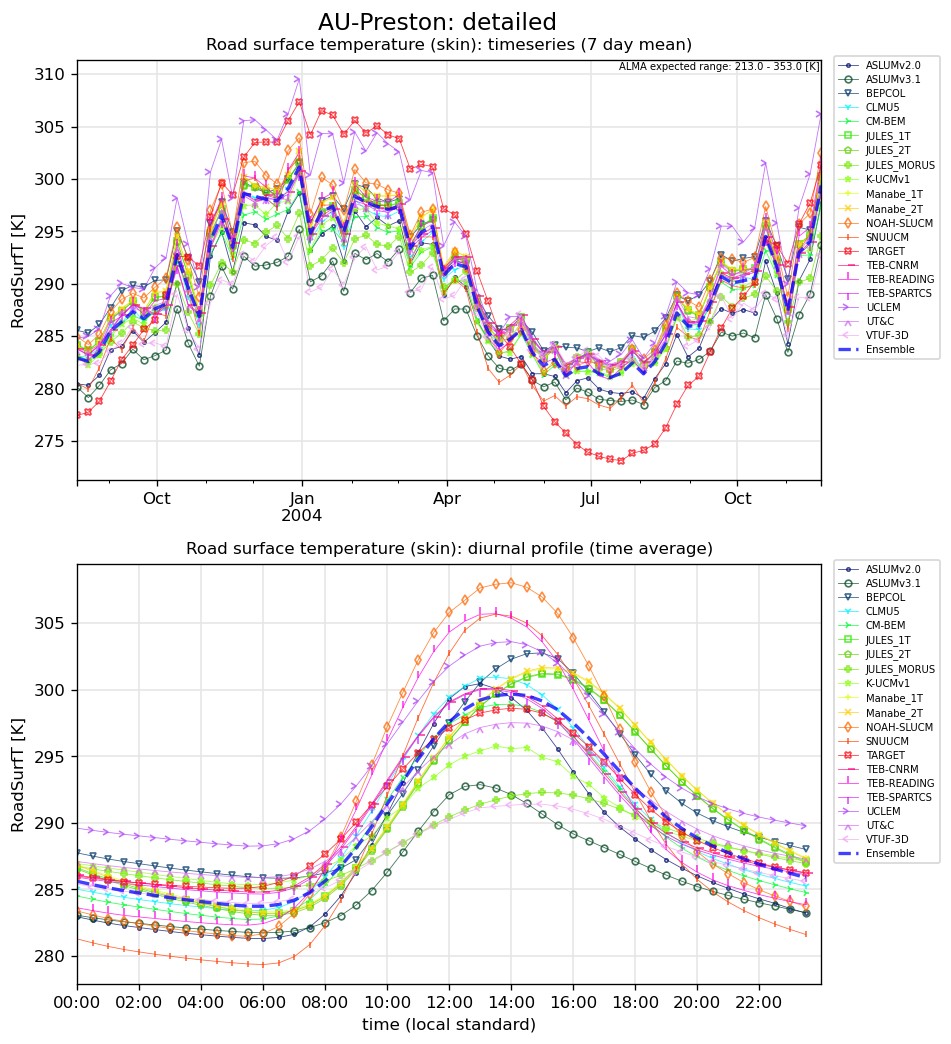 AU-Preston: detailed
Road surface temperature (skin): timeseries (7 day mean)
ALMA expected range: 213.0 - 353.0 [K]
RoadSurfT [K]
310
305
300
295
290
285
280
275
Oct
Jan
2004
Apr
Jul
Oct
ASLUMv2.0
ASLUMv3.1
BEPCOL
CLMU5
CM-BEM
JULES_1T
JULES_2T
JULES_MORUS
K-UCMv1
Manabe_1T
Manabe_2T
NOAH-SLUCM
SNUUCM
TARGET
TEB-CNRM
TEB-READING
TEB-SPARTCS
UCLEM
UT&C
VTUF-3D
Ensemble
Road surface temperature (skin): diurnal profile (time average)
RoadSurfT [K]
305
300
295
290
285
280
00:00
02:00
04:00
06:00
08:00
10:00
12:00
14:00
16:00
18:00
20:00
22:00
time (local standard)
ASLUMv2.0
ASLUMv3.1
BEPCOL
CLMU5
CM-BEM
JULES_1T
JULES_2T
JULES_MORUS
K-UCMv1
Manabe_1T
Manabe_2T
NOAH-SLUCM
SNUUCM
TARGET
TEB-CNRM
TEB-READING
TEB-SPARTCS
UCLEM
UT&C
VTUF-3D
Ensemble